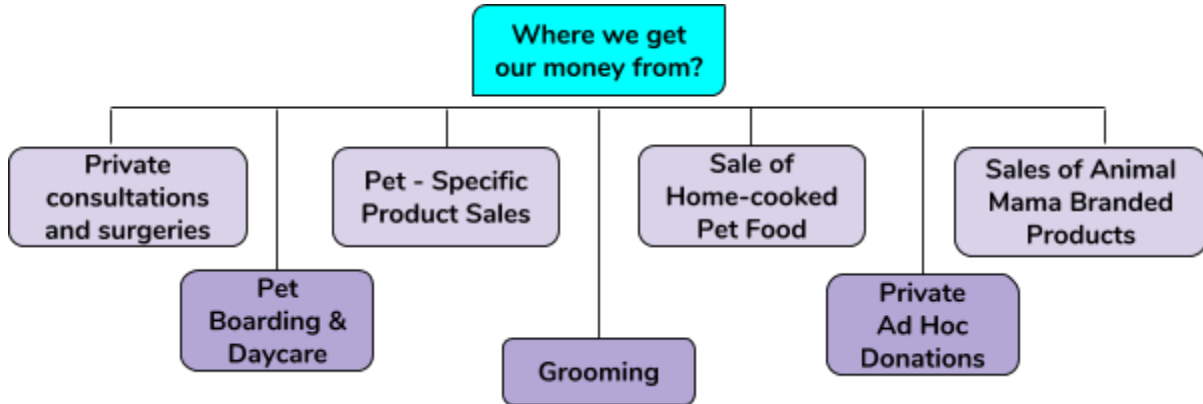 Where we get
our money from?
Private
consultations
and surgeries
Pet - Specific
Product Sales
Sale of
Home-cooked
Pet Food
Sales of Animal
Mama Branded
Products
Pet
Boarding &
Daycare
Grooming
Private
Ad Hoc
Donations